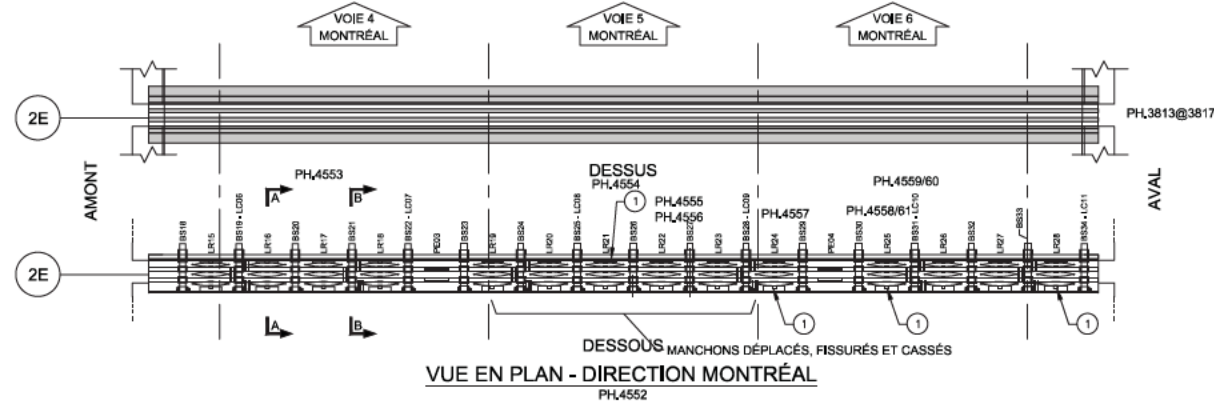 VOIE 4
MONTRÉAL
VOIE 5
MONTRÉAL
VOIE 6
MONTRÉAL
2E
PH.3813@3817
AMONT
AVAL
PH.4553
DESSUS
PH.4554
PH.4555
PH.4556
PH.4557
PH.4559/60
PH.4558/61
A
B
1
BS18
LR15
BS19 - LC06
LR16
BS20
LR17
BS21
LR18
BS22 - LC07
PE03
BS23
LR19
BS24
LR20
BS25 - LC08
LR21
BS26
LR22
BS27
LR23
BS28 - LC09
LR24
BS29
PE04
BS30
LR25
BS31 - LC10
LR26
BS32
LR27
BS33
LR28
BS34 - LC11
2E
A
B
1
1
1
DESSOUS
MANCHONS DÉPLACÉS, FISSURÉS ET CASSÉS
VUE EN PLAN - DIRECTION MONTRÉAL
PH.4552